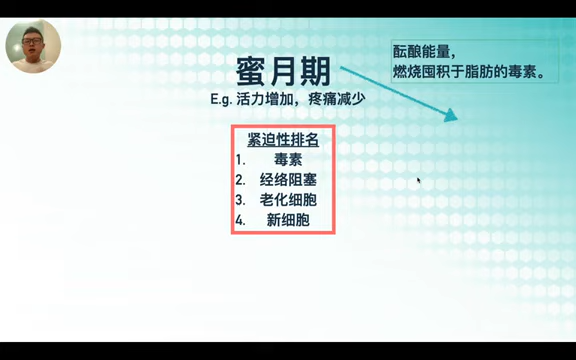 酝酿能量，
燃烧囤积于脂肪的毒素。
蜜月期
E.g. 活力增加，疼痛减少
紧迫性排名
1. 毒素
2. 经络阻塞
3. 老化细胞
4. 新细胞